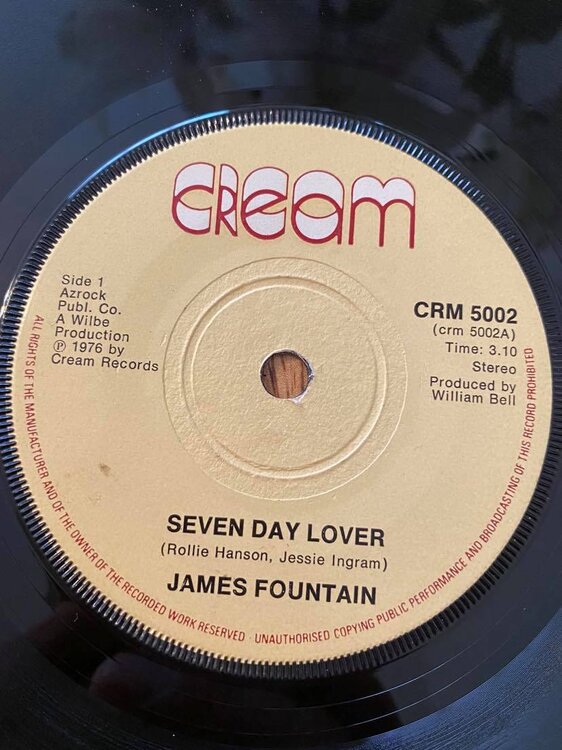 CREAM
Side 1
Azrock
Publ. Co.
A Wilbe
Production
℗ 1976 by
Cream Records
CRM 5002
(crm 5002A)
Time: 3.10
Stereo
Produced by
William Bell
SEVEN DAY LOVER
(Rollie Hanson, Jessie Ingram)
JAMES FOUNTAIN
ALL RIGHTS OF THE MANUFACTURER AND OF THE OWNER OF THE RECORDED WORK RESERVED · UNAUTHORISED COPYING PUBLIC PERFORMANCE AND BROADCASTING OF THIS RECORD PROHIBITED